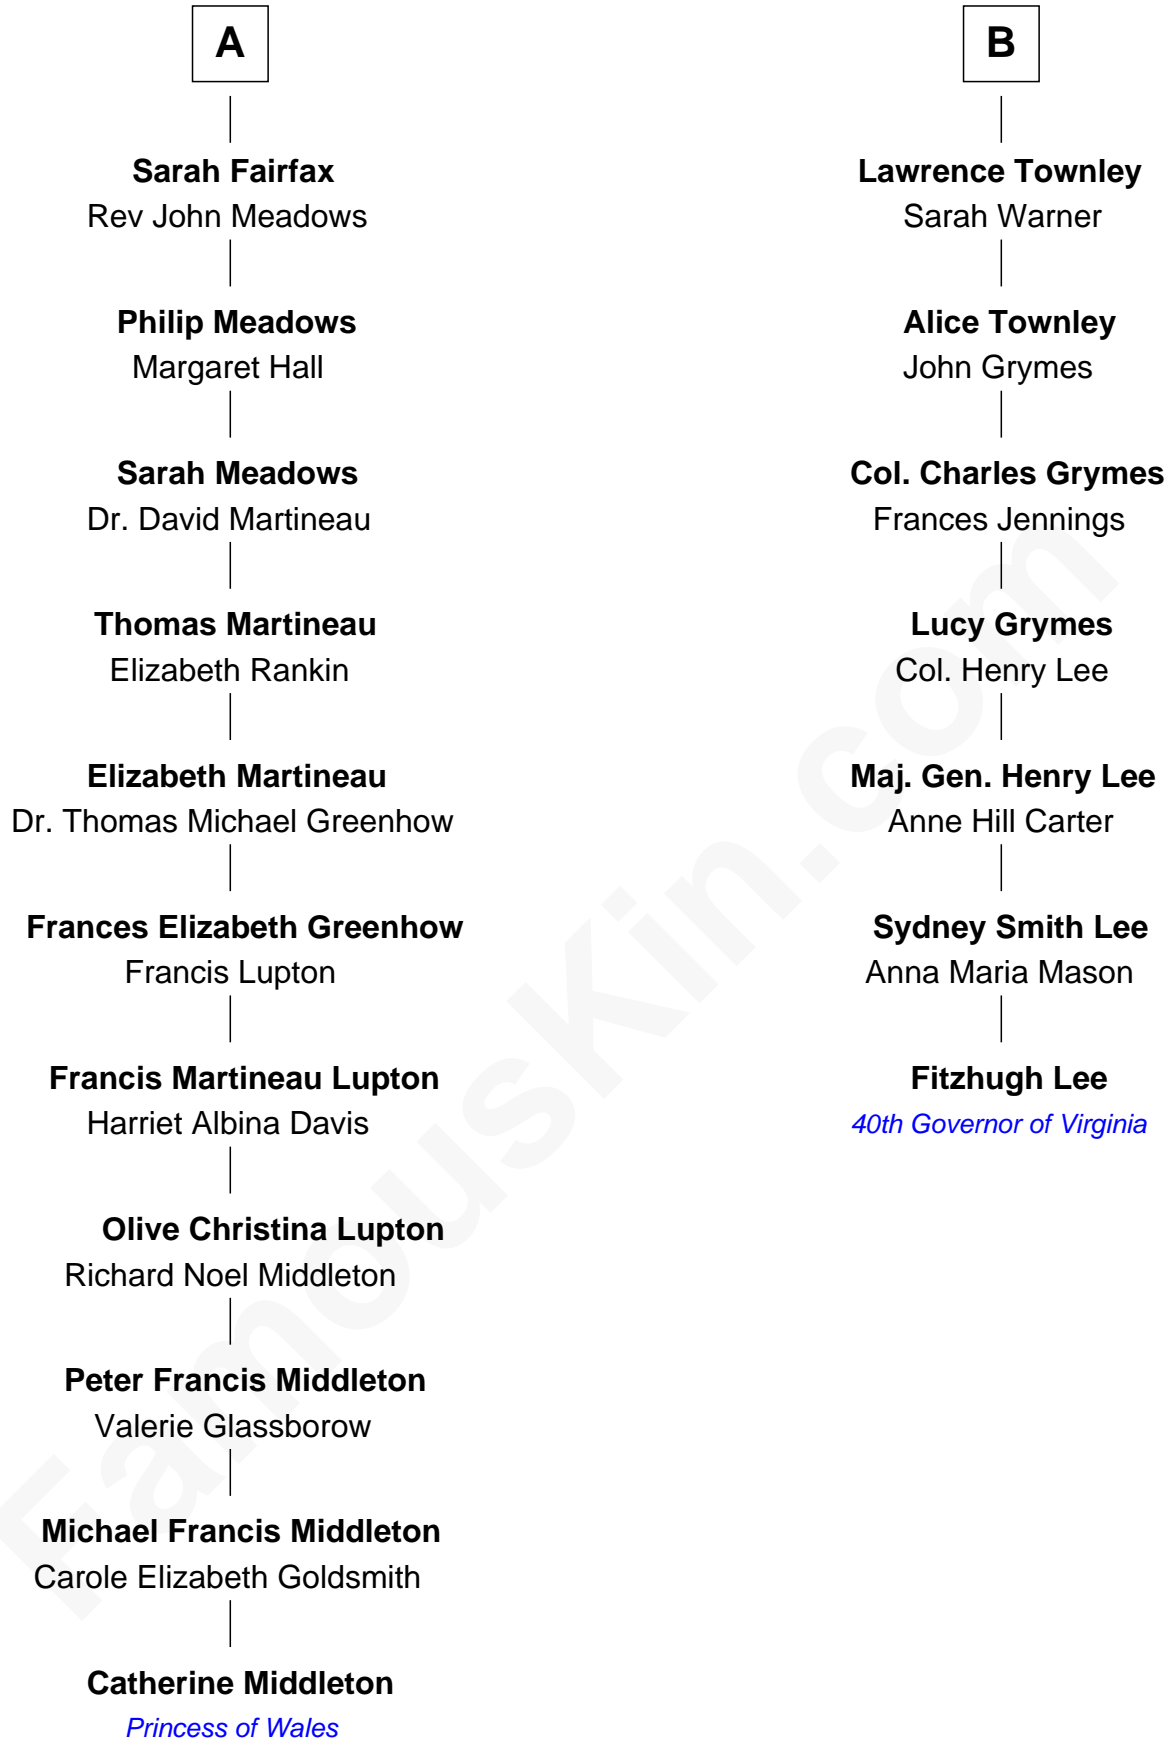 A
Sarah Fairfax
Rev John Meadows
Philip Meadows
Margaret Hall
Sarah Meadows
Dr. David Martineau
Thomas Martineau
Elizabeth Rankin
Elizabeth Martineau
Dr. Thomas Michael Greenhow
Frances Elizabeth Greenhow
Francis Lupton
Francis Martineau Lupton
Harriet Albina Davis
Olive Christina Lupton
Richard Noel Middleton
Peter Francis Middleton
Valerie Glassborow
Michael Francis Middleton
Carole Elizabeth Goldsmith
Catherine Middleton
Princess of Wales
B
Lawrence Townley
Sarah Warner
Alice Townley
John Grymes
Col. Charles Grymes
Frances Jennings
Lucy Grymes
Col. Henry Lee
Maj. Gen. Henry Lee
Anne Hill Carter
Sydney Smith Lee
Anna Maria Mason
Fitzhugh Lee
40th Governor of Virginia
FamousKin.com